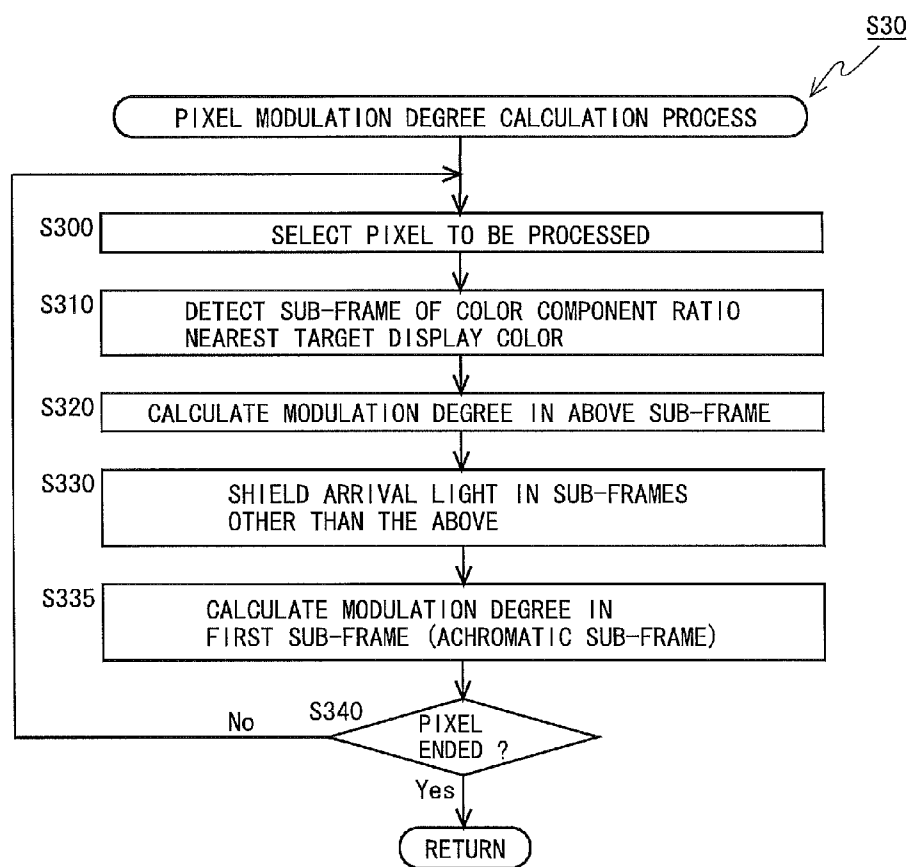 S30
PIXEL MODULATION DEGREE CALCULATION PROCESS
S300
SELECT PIXEL TO BE PROCESSED
S310
DETECT SUB-FRAME OF COLOR COMPONENT RATIO
NEAREST TARGET DISPLAY COLOR
S320
CALCULATE MODULATION DEGREE IN ABOVE SUB-FRAME
S330
SHIELD ARRIVAL LIGHT IN SUB-FRAMES
OTHER THAN THE ABOVE
S335
CALCULATE MODULATION DEGREE IN
FIRST SUB-FRAME (ACHROMATIC SUB-FRAME)
S340
No
PIXEL
ENDED ?
Yes
RETURN